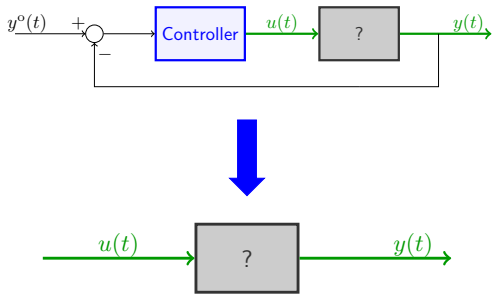 y°(t) + Controller u(t) ? y(t)
−
u(t) ? y(t)